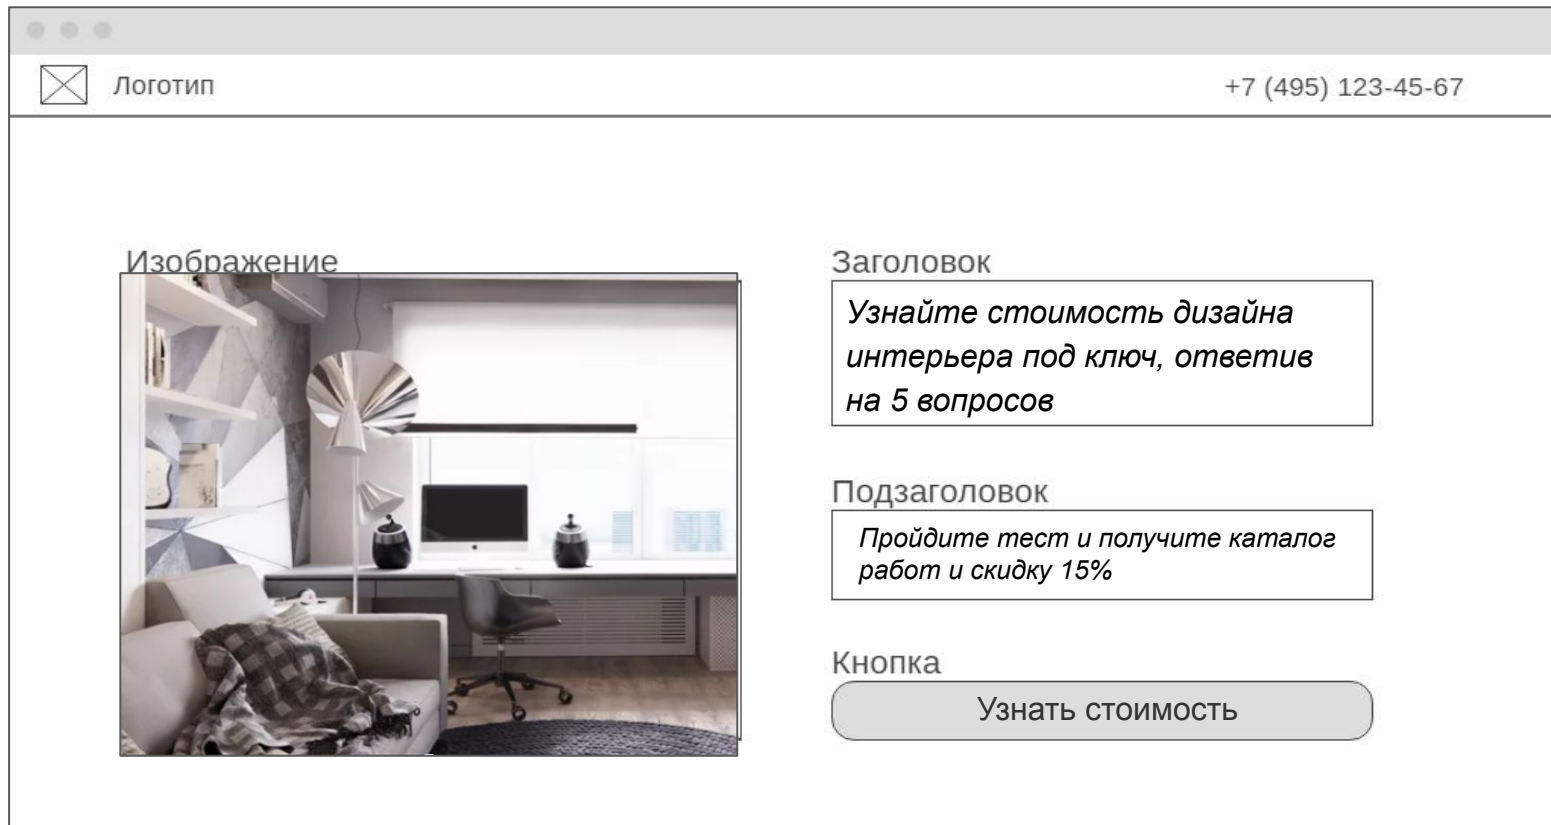 Логотип
+7 (495) 123-45-67
Изображение
Заголовок
Узнайте стоимость дизайна
интерьера под ключ, ответив
на 5 вопросов
Подзаголовок
Пройдите тест и получите каталог
работ и скидку 15%
Кнопка
Узнать стоимость